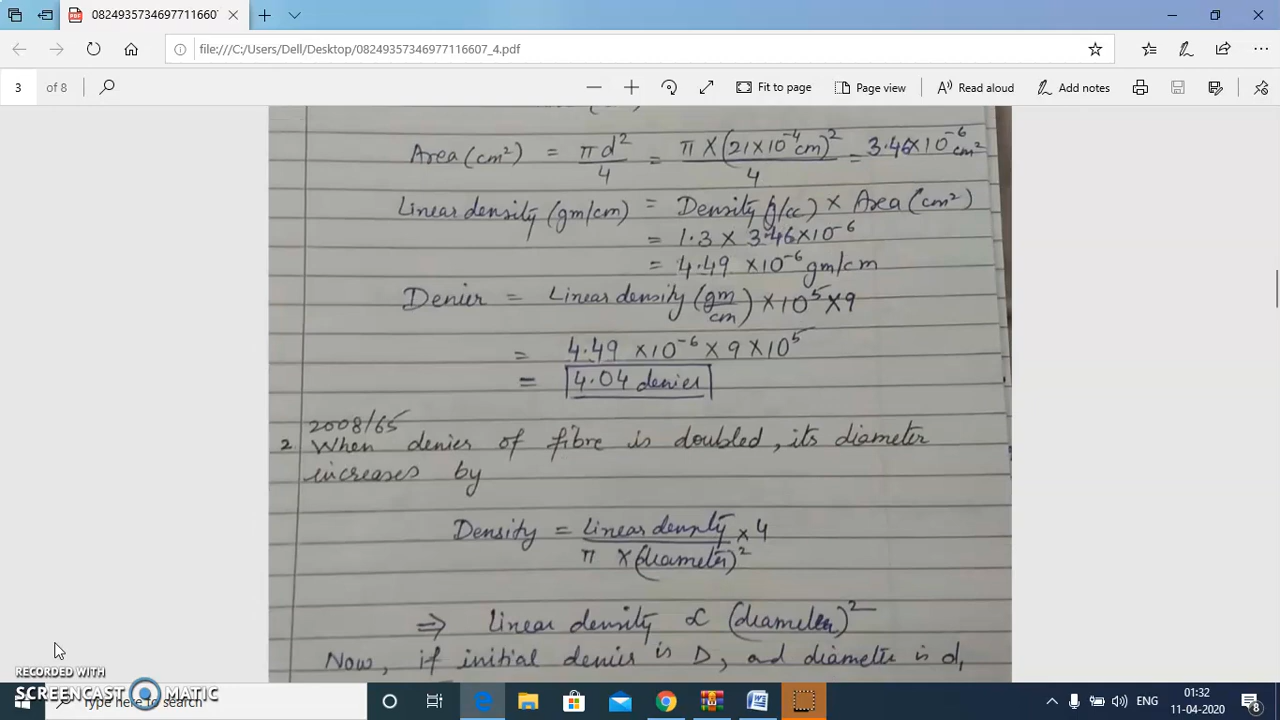 08249357346977116607
file:///C:/Users/Dell/Desktop/08249357346977116607_4.pdf
3 of 8
Fit to page
Page view
Read aloud
Add notes
Area (cm²) = πd²/4 = π × (21×10⁻⁴cm)²/4 = 3.46×10⁻⁶ cm²
Linear density (gm/cm) = Density (g/cc) × Area (cm²)
= 1.3 × 3.46×10⁻⁶
= 4.49 ×10⁻⁶ gm/cm
Denier = Linear density (gm/cm) ×10⁵×9
= 4.49 ×10⁻⁶ × 9 ×10⁵
= 4.04 denier
2008/65
2. When denier of fibre is doubled, its diameter
increases by
Density = Linear density/π × (diameter)² × 4
⇒ Linear density ∝ (diameter)²
Now, if initial denier is D, and diameter is d,
RECORDED WITH
SCREENCAST MATIC
Type here to search
ENG
01:32
11-04-2020
8